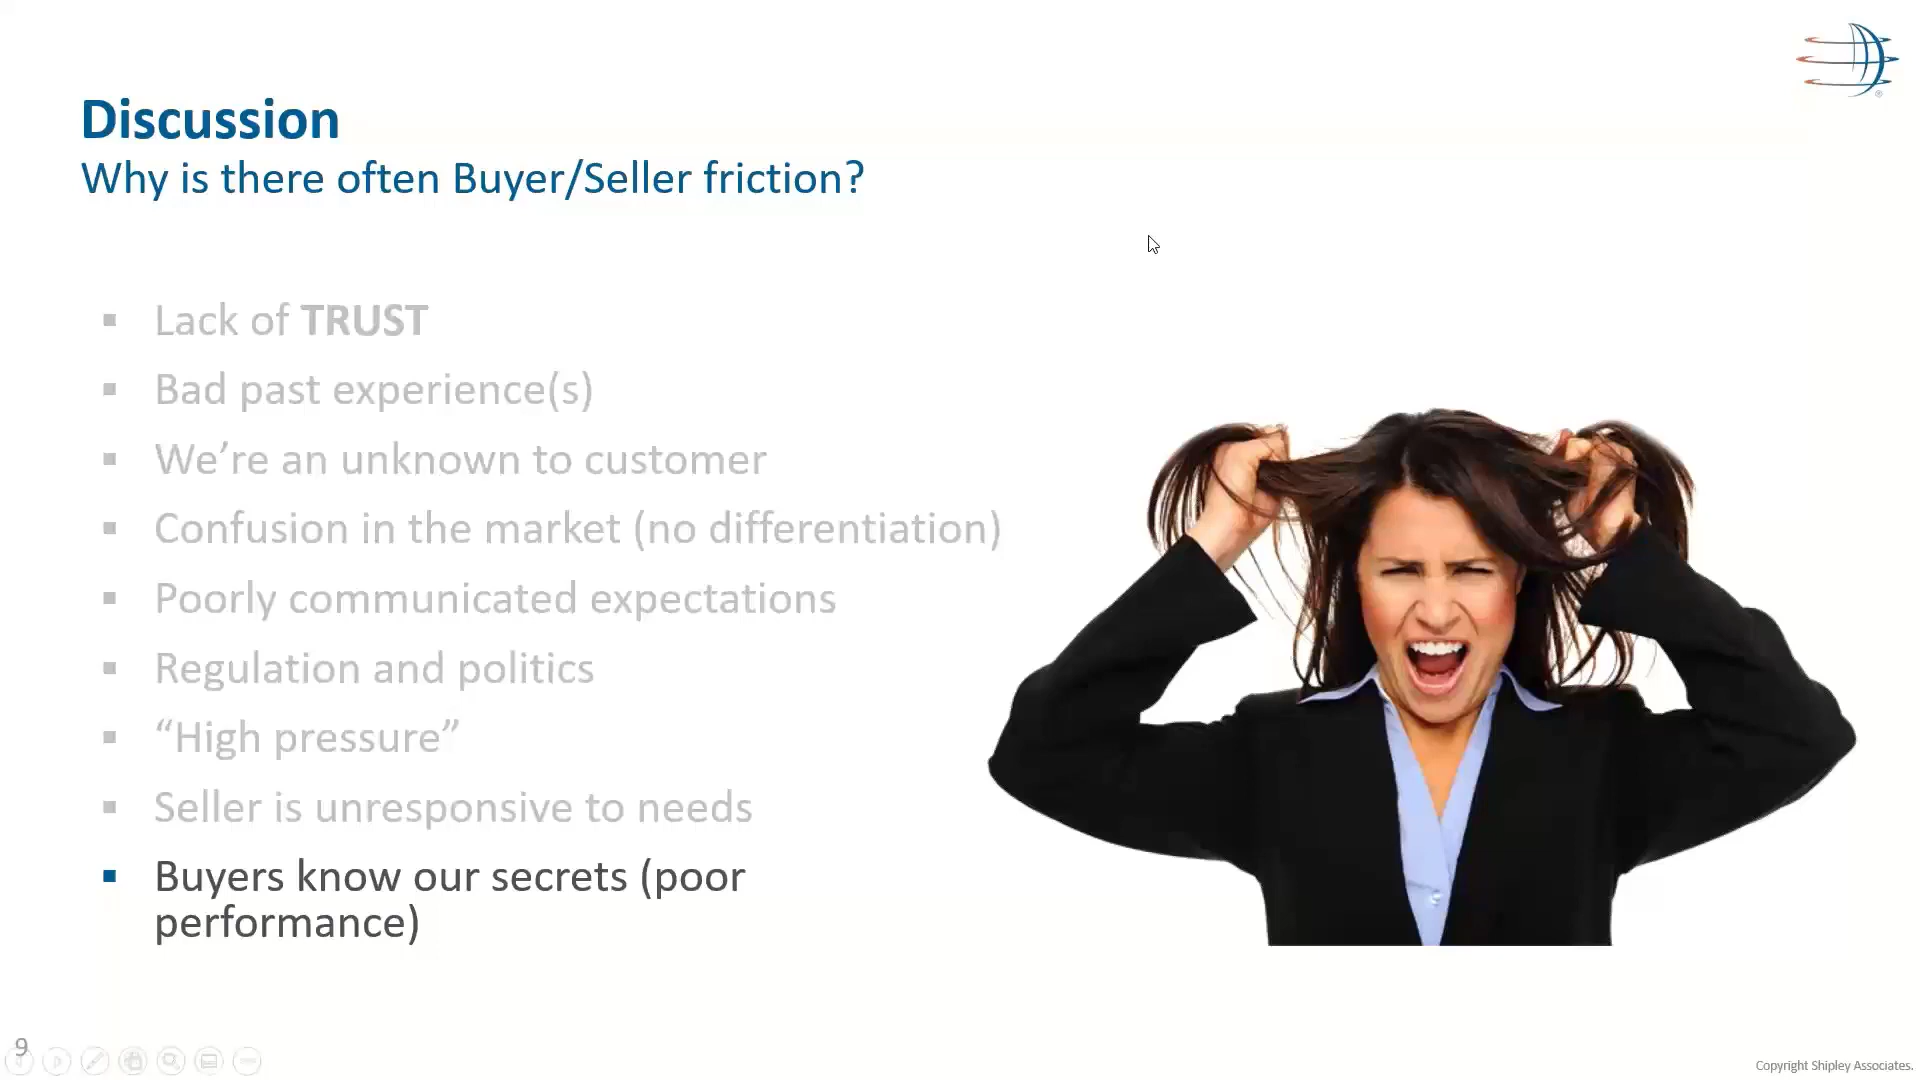 Discussion
Why is there often Buyer/Seller friction?
▪ Lack of TRUST
▪ Bad past experience(s)
▪ We’re an unknown to customer
▪ Confusion in the market (no differentiation)
▪ Poorly communicated expectations
▪ Regulation and politics
▪ “High pressure”
▪ Seller is unresponsive to needs
▪ Buyers know our secrets (poor
performance)
9
Copyright Shipley Associates.
®